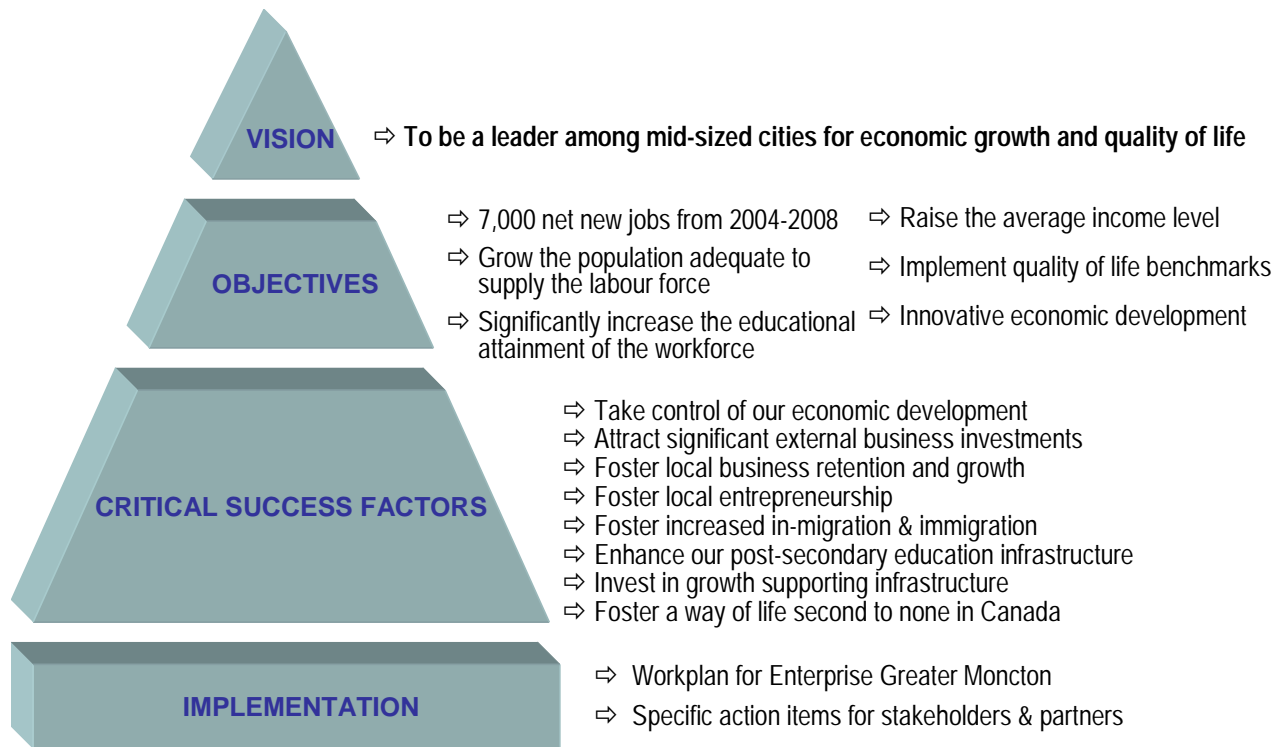 VISION
⇨ To be a leader among mid-sized cities for economic growth and quality of life
OBJECTIVES
⇨ 7,000 net new jobs from 2004-2008
⇨ Grow the population adequate to
supply the labour force
⇨ Significantly increase the educational
attainment of the workforce
⇨ Raise the average income level
⇨ Implement quality of life benchmarks
⇨ Innovative economic development
CRITICAL SUCCESS FACTORS
⇨ Take control of our economic development
⇨ Attract significant external business investments
⇨ Foster local business retention and growth
⇨ Foster local entrepreneurship
⇨ Foster increased in-migration & immigration
⇨ Enhance our post-secondary education infrastructure
⇨ Invest in growth supporting infrastructure
⇨ Foster a way of life second to none in Canada
IMPLEMENTATION
⇨ Workplan for Enterprise Greater Moncton
⇨ Specific action items for stakeholders & partners